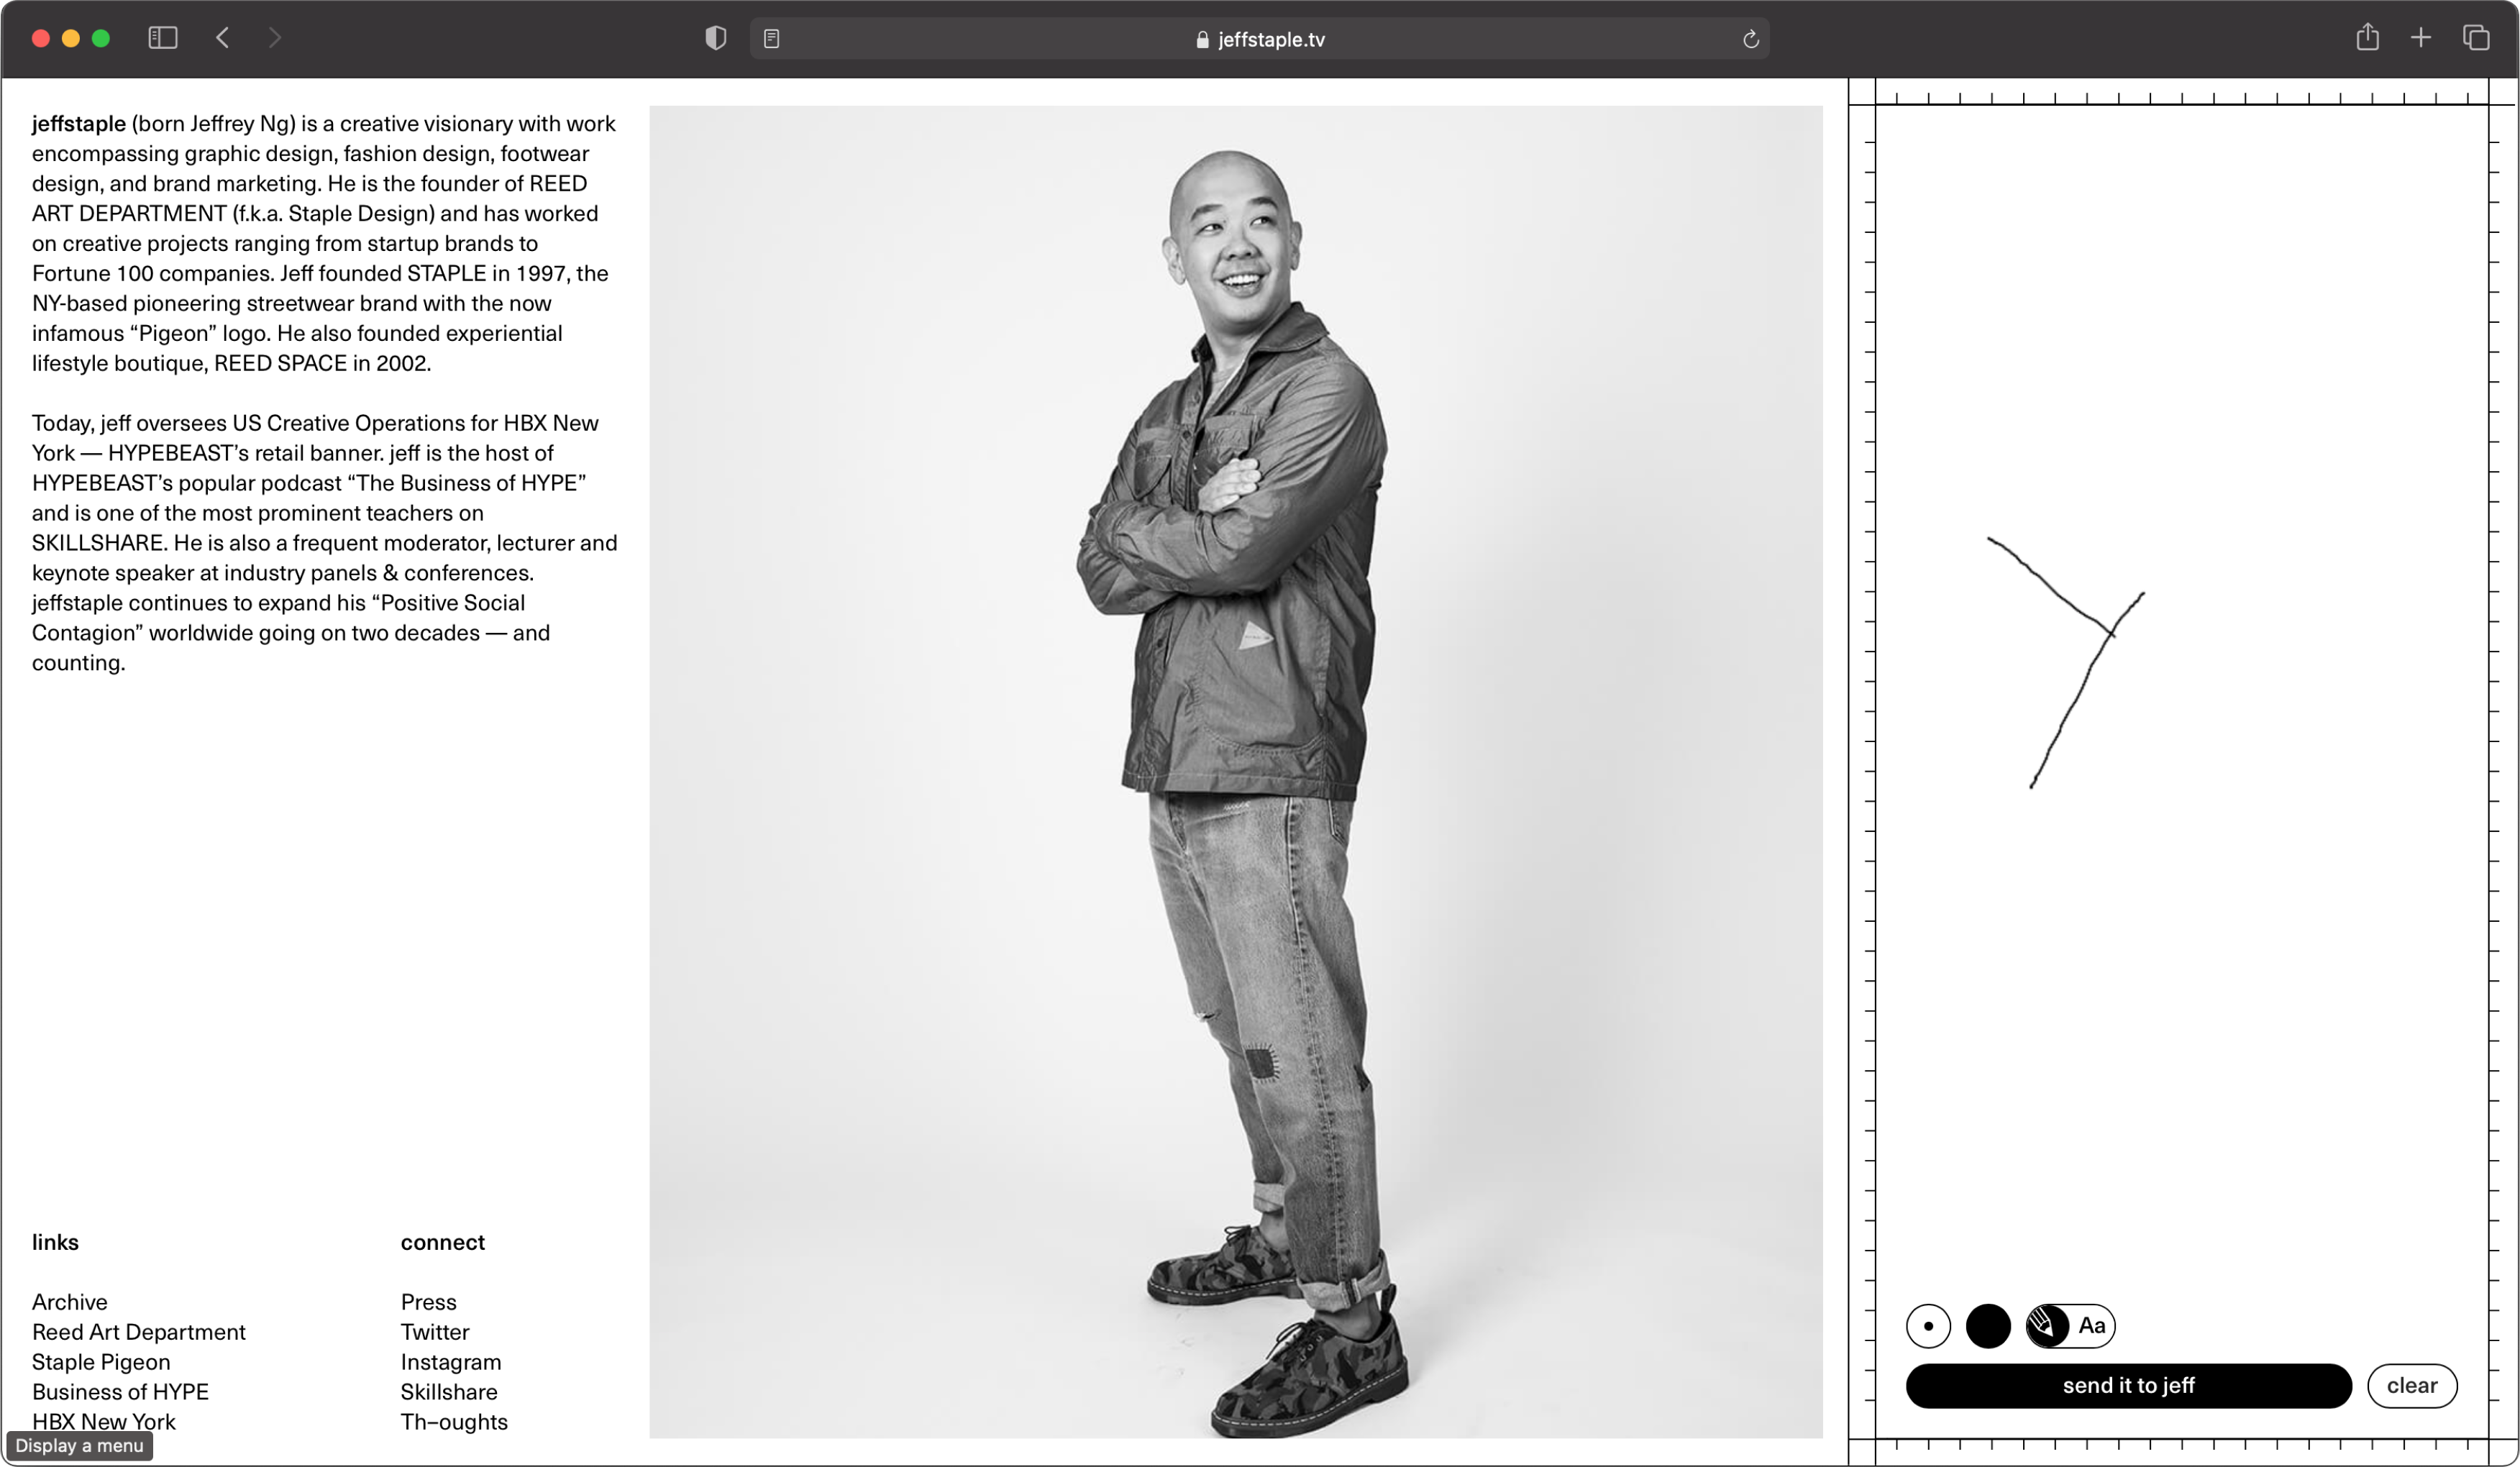 jeffstaple.tv
jeffstaple (born Jeffrey Ng) is a creative visionary with work
encompassing graphic design, fashion design, footwear
design, and brand marketing. He is the founder of REED
ART DEPARTMENT (f.k.a. Staple Design) and has worked
on creative projects ranging from startup brands to
Fortune 100 companies. Jeff founded STAPLE in 1997, the
NY-based pioneering streetwear brand with the now
infamous “Pigeon” logo. He also founded experiential
lifestyle boutique, REED SPACE in 2002.
Today, jeff oversees US Creative Operations for HBX New
York — HYPEBEAST’s retail banner. jeff is the host of
HYPEBEAST’s popular podcast “The Business of HYPE”
and is one of the most prominent teachers on
SKILLSHARE. He is also a frequent moderator, lecturer and
keynote speaker at industry panels & conferences.
jeffstaple continues to expand his “Positive Social
Contagion” worldwide going on two decades — and
counting.
links
Archive
Reed Art Department
Staple Pigeon
Business of HYPE
HBX New York
connect
Press
Twitter
Instagram
Skillshare
Th–oughts
Display a menu
Aa
send it to jeff
clear